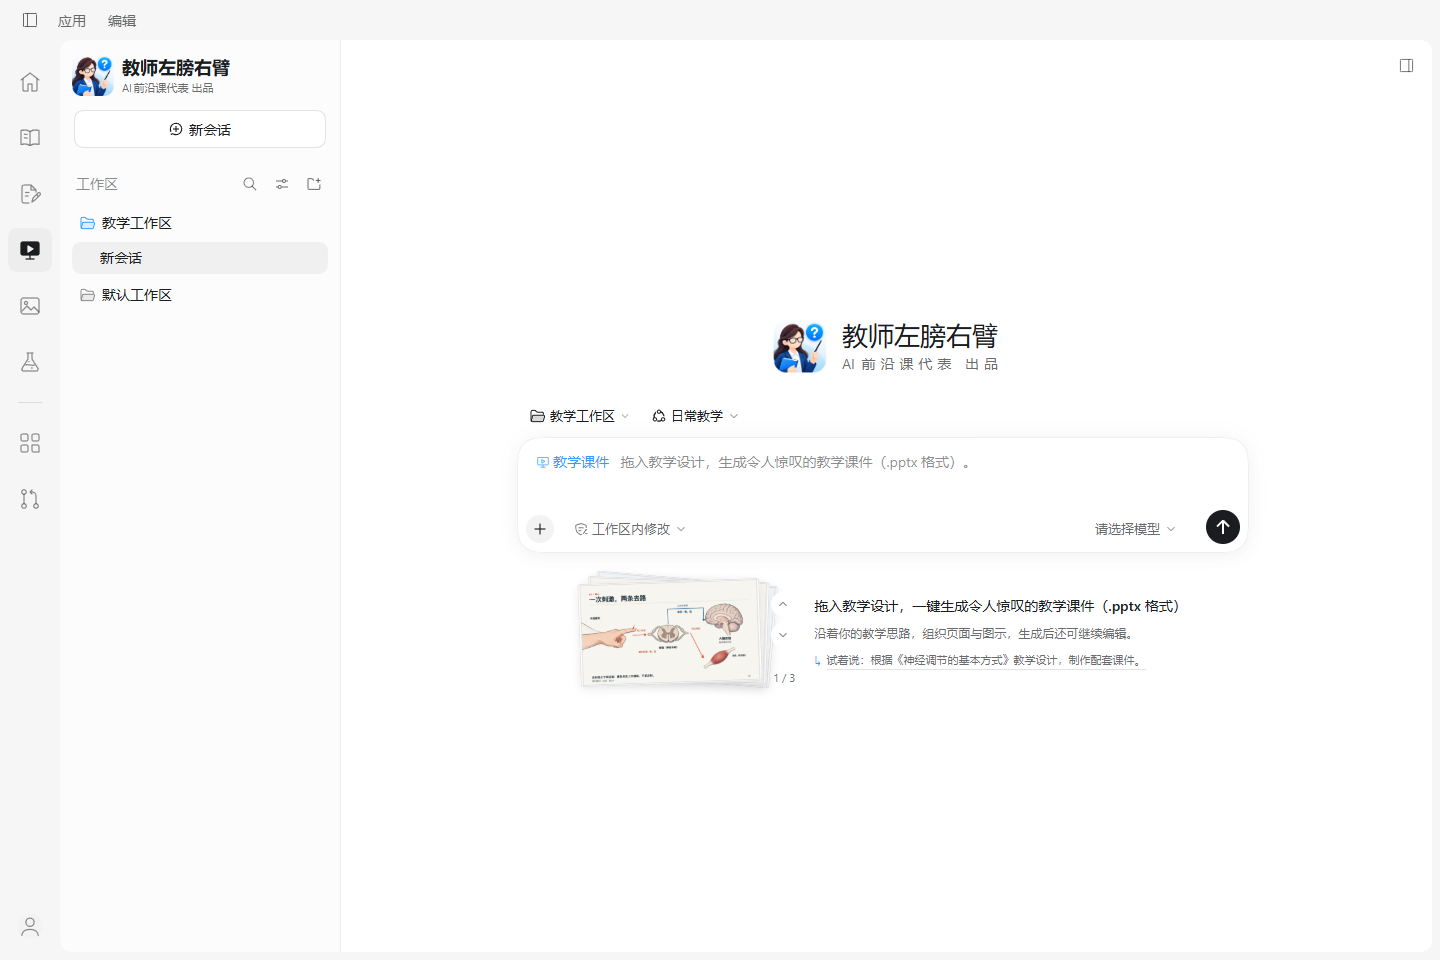 应用 编辑
教师左膀右臂
AI 前沿课代表 出品
新会话
工作区
教学工作区
新会话
默认工作区
教师左膀右臂
AI 前沿课代表 出品
教学工作区 日常教学
教学课件 拖入教学设计，生成令人惊叹的教学课件（.pptx 格式）。
工作区内修改 请选择模型
一次刺激，两条去路
1 / 3
拖入教学设计，一键生成令人惊叹的教学课件（.pptx 格式）
沿着你的教学思路，组织页面与图示，生成后还可继续编辑。
试着说：根据《神经调节的基本方式》教学设计，制作配套课件。